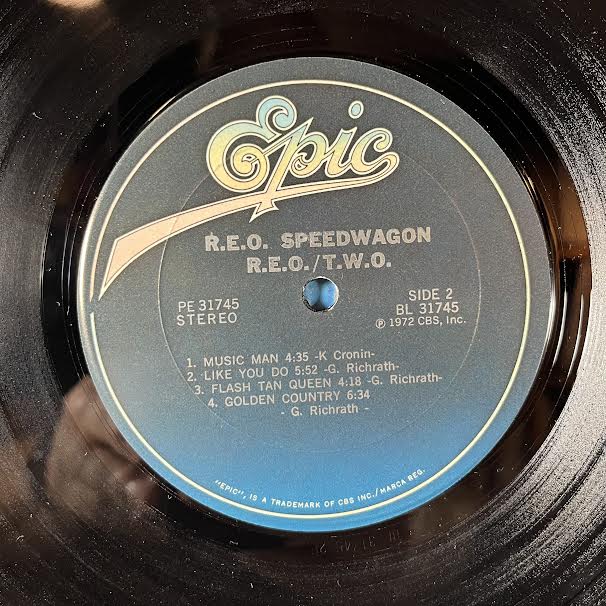 Epic
R.E.O. SPEEDWAGON
R.E.O./T.W.O.
PE 31745
STEREO
SIDE 2
BL 31745
℗ 1972 CBS, Inc.
1. MUSIC MAN 4:35 -K Cronin-
2. LIKE YOU DO 5:52 -G. Richrath-
3. FLASH TAN QUEEN 4:18 -G. Richrath-
4. GOLDEN COUNTRY 6:34
- G. Richrath -
"EPIC", IS A TRADEMARK OF CBS INC./MARCA REG.